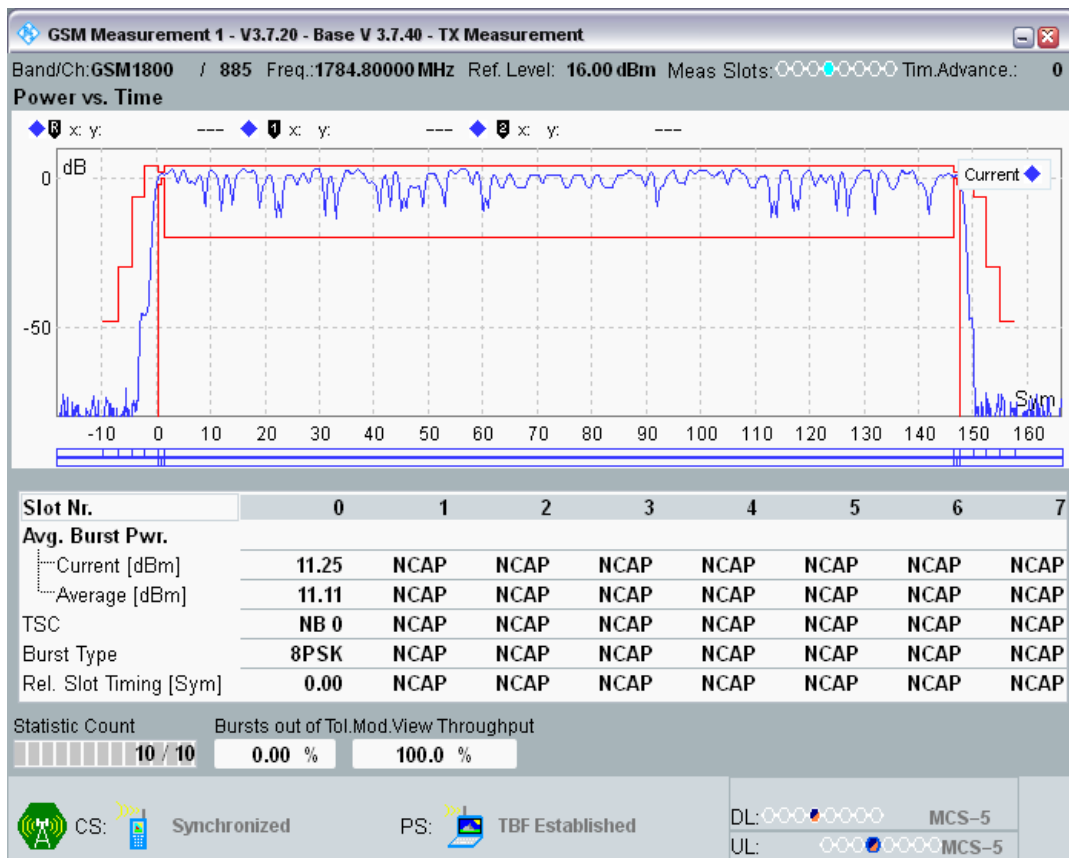 GSM Measurement 1 - V3.7.20 - Base V 3.7.40 - TX Measurement
Band/Ch:GSM1800 / 885 Freq.:1784.80000 MHz Ref. Level: 16.00 dBm Meas Slots: Tim.Advance.: 0
Power vs. Time
R x: y: --- 1 x: y: --- 2 x: y: ---
dB
0
Current
-50
Sym
-10 0 10 20 30 40 50 60 70 80 90 100 110 120 130 140 150 160
Slot Nr. 0 1 2 3 4 5 6 7
Avg. Burst Pwr.
Current [dBm] 11.25 NCAP NCAP NCAP NCAP NCAP NCAP NCAP
Average [dBm] 11.11 NCAP NCAP NCAP NCAP NCAP NCAP NCAP
TSC NB 0 NCAP NCAP NCAP NCAP NCAP NCAP NCAP
Burst Type 8PSK NCAP NCAP NCAP NCAP NCAP NCAP NCAP
Rel. Slot Timing [Sym] 0.00 NCAP NCAP NCAP NCAP NCAP NCAP NCAP
Statistic Count Bursts out of Tol. Mod.View Throughput
10 / 10 0.00 % 100.0 %
CS: Synchronized PS: TBF Established DL: MCS-5
UL: MCS-5